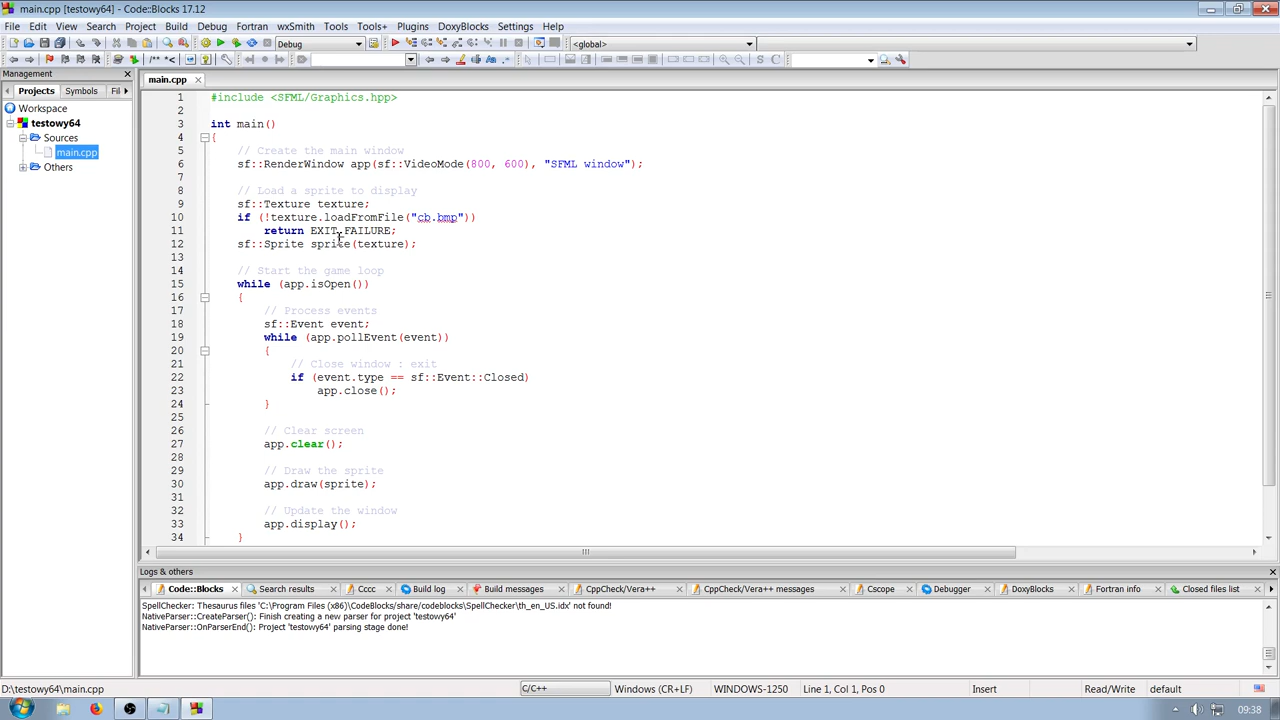 main.cpp [testowy64] - Code::Blocks 17.12
File Edit View Search Project Build Debug Fortran wxSmith Tools Tools+ Plugins DoxyBlocks Settings Help
Debug <global>
/** *<
S C
Management
main.cpp
Projects Symbols Fil
Workspace
testowy64
Sources
main.cpp
Others
1 #include <SFML/Graphics.hpp>
2
3 int main()
4 {
5 // Create the main window
6 sf::RenderWindow app(sf::VideoMode(800, 600), "SFML window");
7
8 // Load a sprite to display
9 sf::Texture texture;
10 if (!texture.loadFromFile("cb.bmp"))
11 return EXIT_FAILURE;
12 sf::Sprite sprite(texture);
13
14 // Start the game loop
15 while (app.isOpen())
16 {
17 // Process events
18 sf::Event event;
19 while (app.pollEvent(event))
20 {
21 // Close window : exit
22 if (event.type == sf::Event::Closed)
23 app.close();
24 }
25
26 // Clear screen
27 app.clear();
28
29 // Draw the sprite
30 app.draw(sprite);
31
32 // Update the window
33 app.display();
34 }
Logs & others
Code::Blocks Search results Cccc Build log Build messages CppCheck/Vera++ CppCheck/Vera++ messages Cscope Debugger DoxyBlocks Fortran info Closed files list
SpellChecker: Thesaurus files 'C:\Program Files (x86)\CodeBlocks/share/codeblocks\SpellChecker\th_en_US.idx' not found!
NativeParser::CreateParser(): Finish creating a new parser for project 'testowy64'
NativeParser::OnParserEnd(): Project 'testowy64' parsing stage done!
D:\testowy64\main.cpp C/C++ Windows (CR+LF) WINDOWS-1250 Line 1, Col 1, Pos 0 Insert Read/Write default
09:38